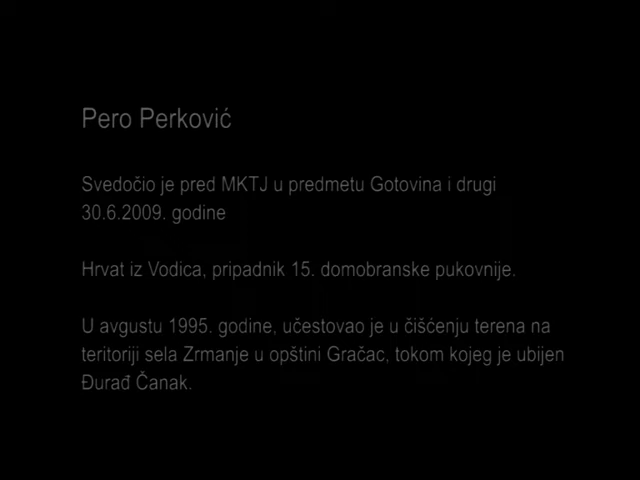 Pero Perković
Svedočio je pred MKTJ u predmetu Gotovina i drugi
30.6.2009. godine
Hrvat iz Vodica, pripadnik 15. domobranske pukovnije.
U avgustu 1995. godine, učestovao je u čišćenju terena na
teritoriji sela Zrmanje u opštini Gračac, tokom kojeg je ubijen
Đurađ Čanak.